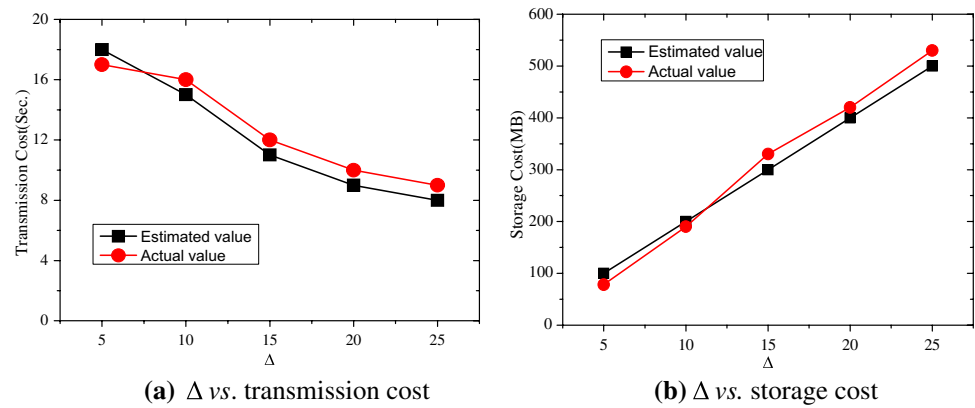 20
16
12
8
4
0
Transmission Cost(Sec.)
Estimated value
Actual value
5 10 15 20 25
Δ
(a) Δ vs. transmission cost
600
500
400
300
200
100
0
Storage Cost(MB)
Estimated value
Actual value
5 10 15 20 25
Δ
(b) Δ vs. storage cost